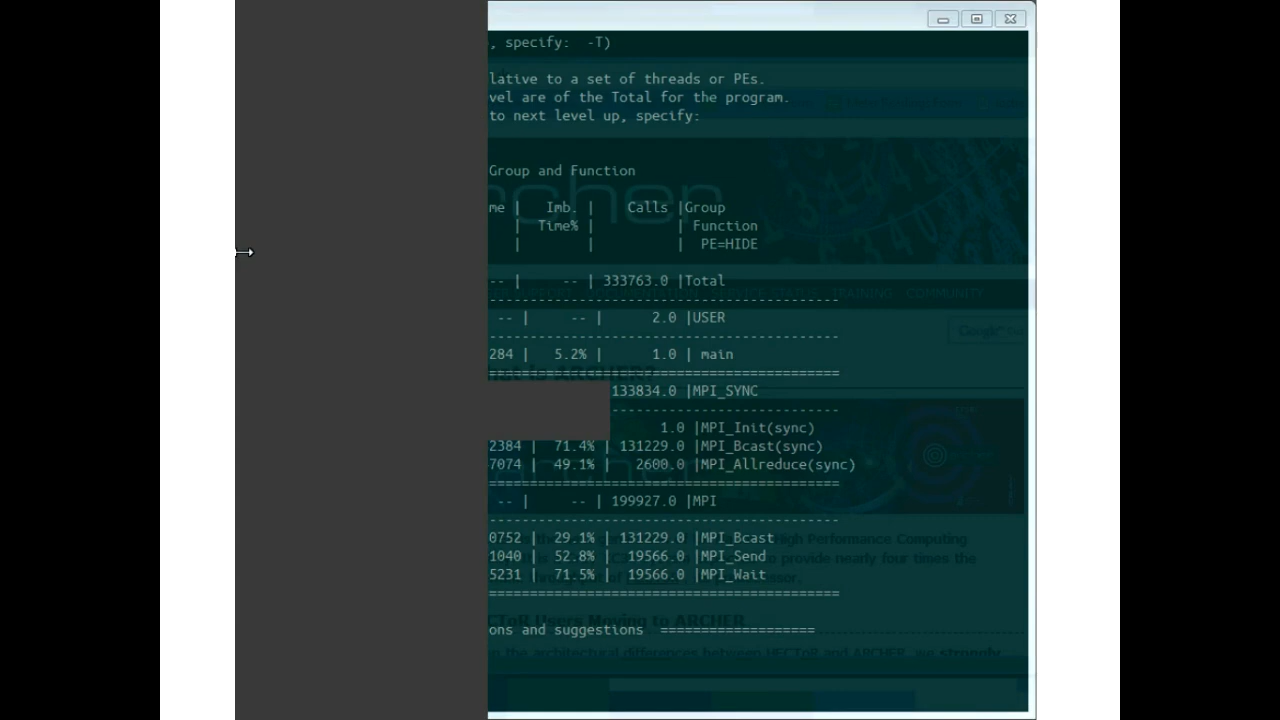 , specify:  -T)
lative to a set of threads or PEs.
vel are of the Total for the program.
to next level up, specify:
Group and Function
me |   Imb. |    Calls |Group
   |  Time% |          | Function
   |        |          |  PE=HIDE
-- |     -- | 333763.0 |Total
-- |     -- |      2.0 |USER
284 |   5.2% |      1.0 | main
133834.0 |MPI_SYNC
1.0 |MPI_Init(sync)
2384 |  71.4% | 131229.0 |MPI_Bcast(sync)
7074 |  49.1% |   2600.0 |MPI_Allreduce(sync)
-- |     -- | 199927.0 |MPI
0752 |  29.1% | 131229.0 |MPI_Bcast
1040 |  52.8% |  19566.0 |MPI_Send
5231 |  71.5% |  19566.0 |MPI_Wait
ons and suggestions  ===================